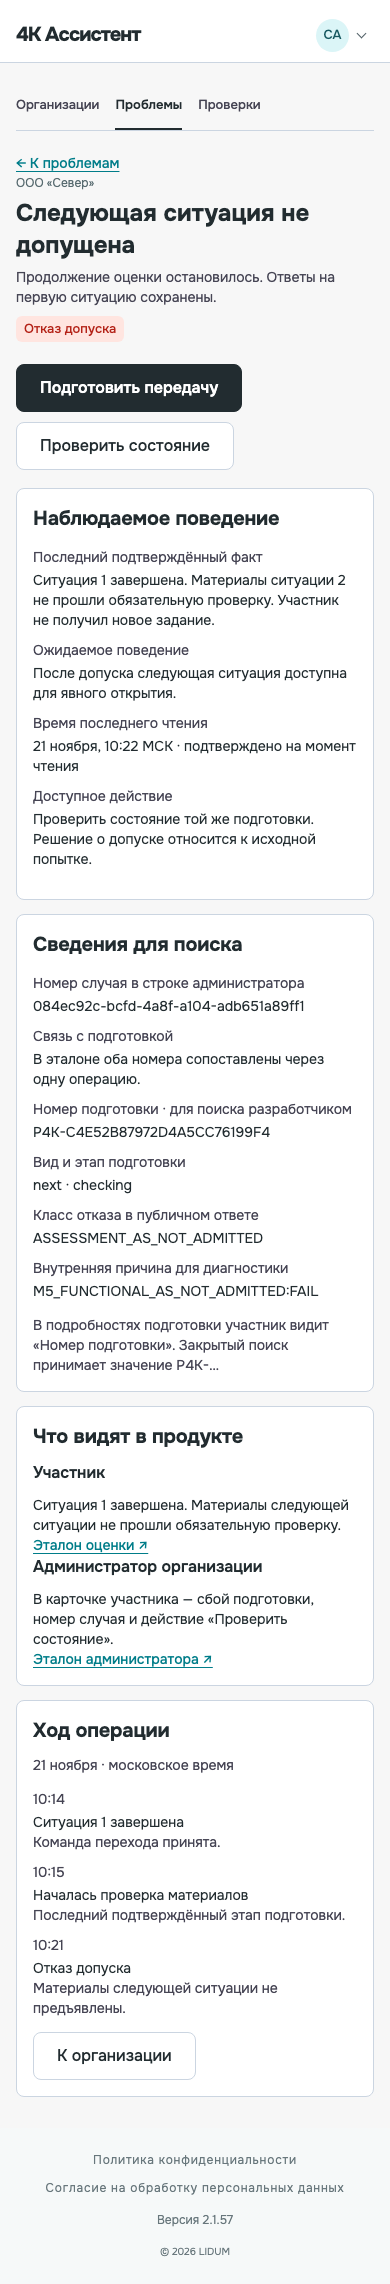 4K Ассистент
СА
Организации Проблемы Проверки
← К проблемам
ООО «Север»
Следующая ситуация не
допущена
Продолжение оценки остановилось. Ответы на
первую ситуацию сохранены.
Отказ допуска
Подготовить передачу
Проверить состояние
Наблюдаемое поведение
Последний подтверждённый факт
Ситуация 1 завершена. Материалы ситуации 2
не прошли обязательную проверку. Участник
не получил новое задание.
Ожидаемое поведение
После допуска следующая ситуация доступна
для явного открытия.
Время последнего чтения
21 ноября, 10:22 МСК · подтверждено на момент
чтения
Доступное действие
Проверить состояние той же подготовки.
Решение о допуске относится к исходной
попытке.
Сведения для поиска
Номер случая в строке администратора
084ec92c-bcfd-4a8f-a104-adb651a89ff1
Связь с подготовкой
В эталоне оба номера сопоставлены через
одну операцию.
Номер подготовки · для поиска разработчиком
P4K-C4E52B87972D4A5CC76199F4
Вид и этап подготовки
next · checking
Класс отказа в публичном ответе
ASSESSMENT_AS_NOT_ADMITTED
Внутренняя причина для диагностики
M5_FUNCTIONAL_AS_NOT_ADMITTED:FAIL
В подробностях подготовки участник видит
«Номер подготовки». Закрытый поиск
принимает значение P4K-…
Что видят в продукте
Участник
Ситуация 1 завершена. Материалы следующей
ситуации не прошли обязательную проверку.
Эталон оценки ↗
Администратор организации
В карточке участника — сбой подготовки,
номер случая и действие «Проверить
состояние».
Эталон администратора ↗
Ход операции
21 ноября · московское время
10:14
Ситуация 1 завершена
Команда перехода принята.
10:15
Началась проверка материалов
Последний подтверждённый этап подготовки.
10:21
Отказ допуска
Материалы следующей ситуации не
предъявлены.
К организации
Политика конфиденциальности
Согласие на обработку персональных данных
Версия 2.1.57
© 2026 LIDUM